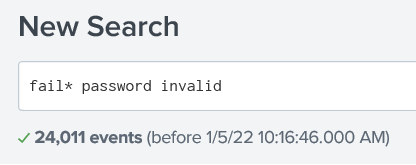 New Search
fail* password invalid
✓ 24,011 events (before 1/5/22 10:16:46.000 AM)